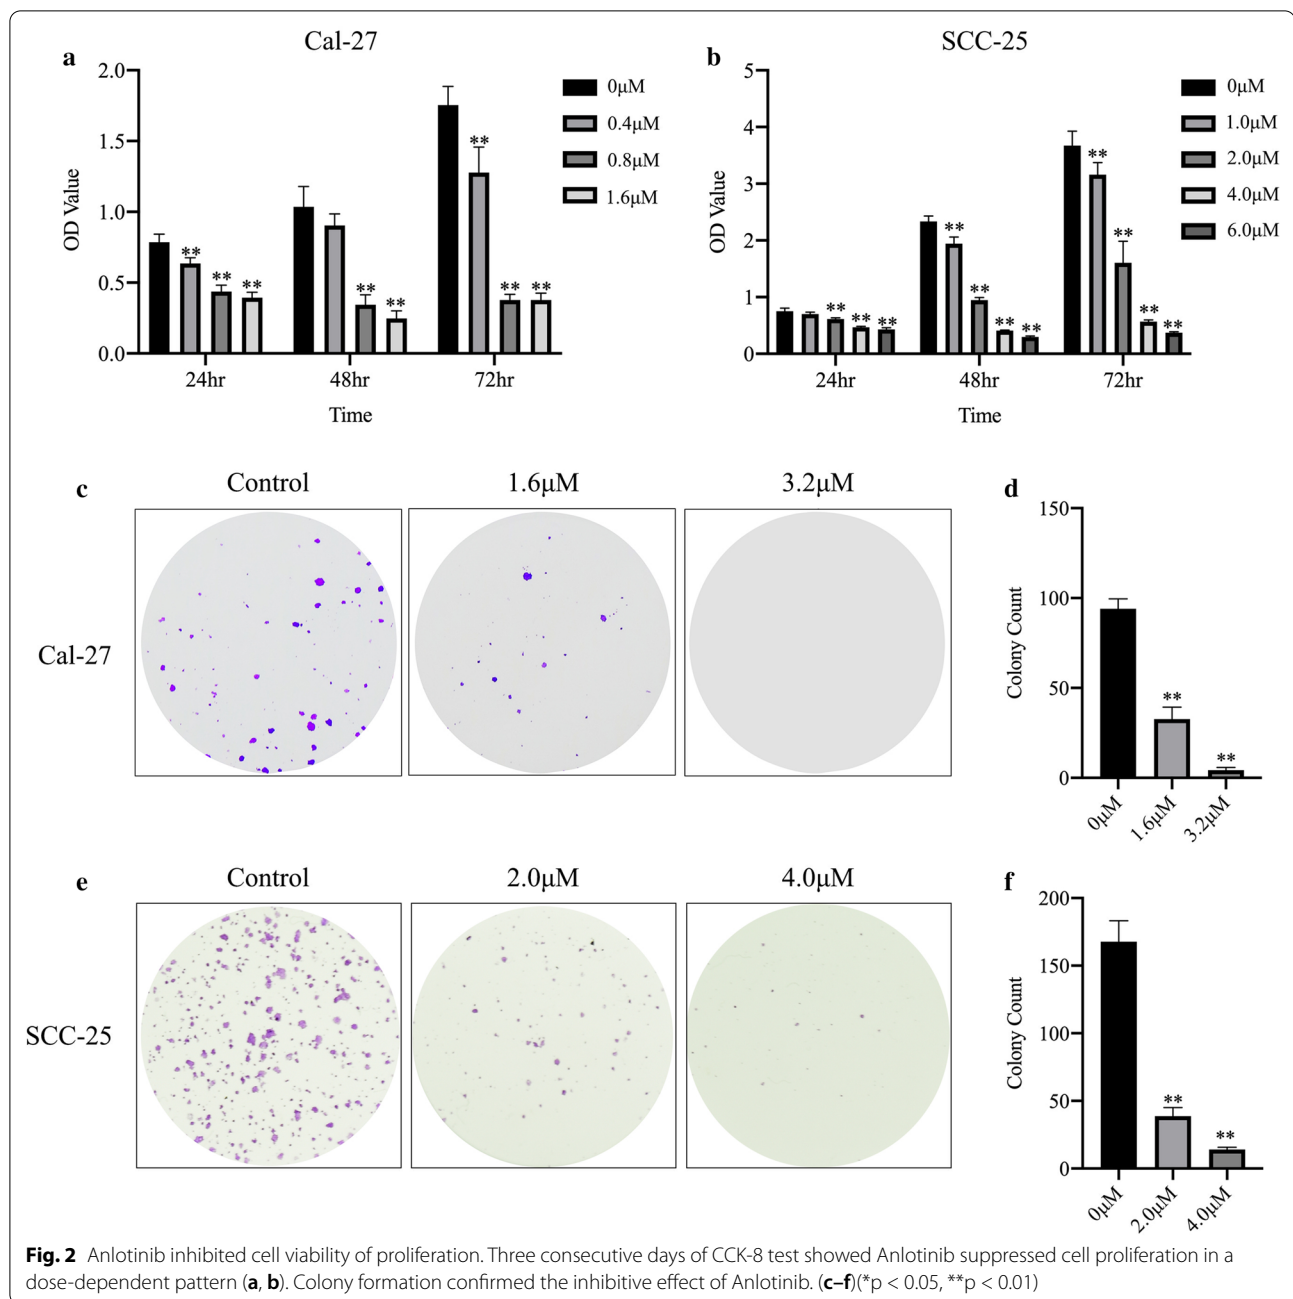 a
Cal-27
2.0
1.5
1.0
0.5
0.0
OD Value
**
**
**
**
**
**
**
**
24hr
48hr
72hr
Time
0μM
0.4μM
0.8μM
1.6μM
b
SCC-25
5
4
3
2
1
0
OD Value
**
**
**
**
**
**
**
**
**
**
**
24hr
48hr
72hr
Time
0μM
1.0μM
2.0μM
4.0μM
6.0μM
c
Control
1.6μM
3.2μM
Cal-27
d
150
100
50
0
Colony Count
**
**
0μM
1.6μM
3.2μM
e
Control
2.0μM
4.0μM
SCC-25
f
200
150
100
50
0
Colony Count
**
**
0μM
2.0μM
4.0μM
Fig. 2 Anlotinib inhibited cell viability of proliferation. Three consecutive days of CCK-8 test showed Anlotinib suppressed cell proliferation in a
dose-dependent pattern (a, b). Colony formation confirmed the inhibitive effect of Anlotinib. (c–f)(*p < 0.05, **p < 0.01)